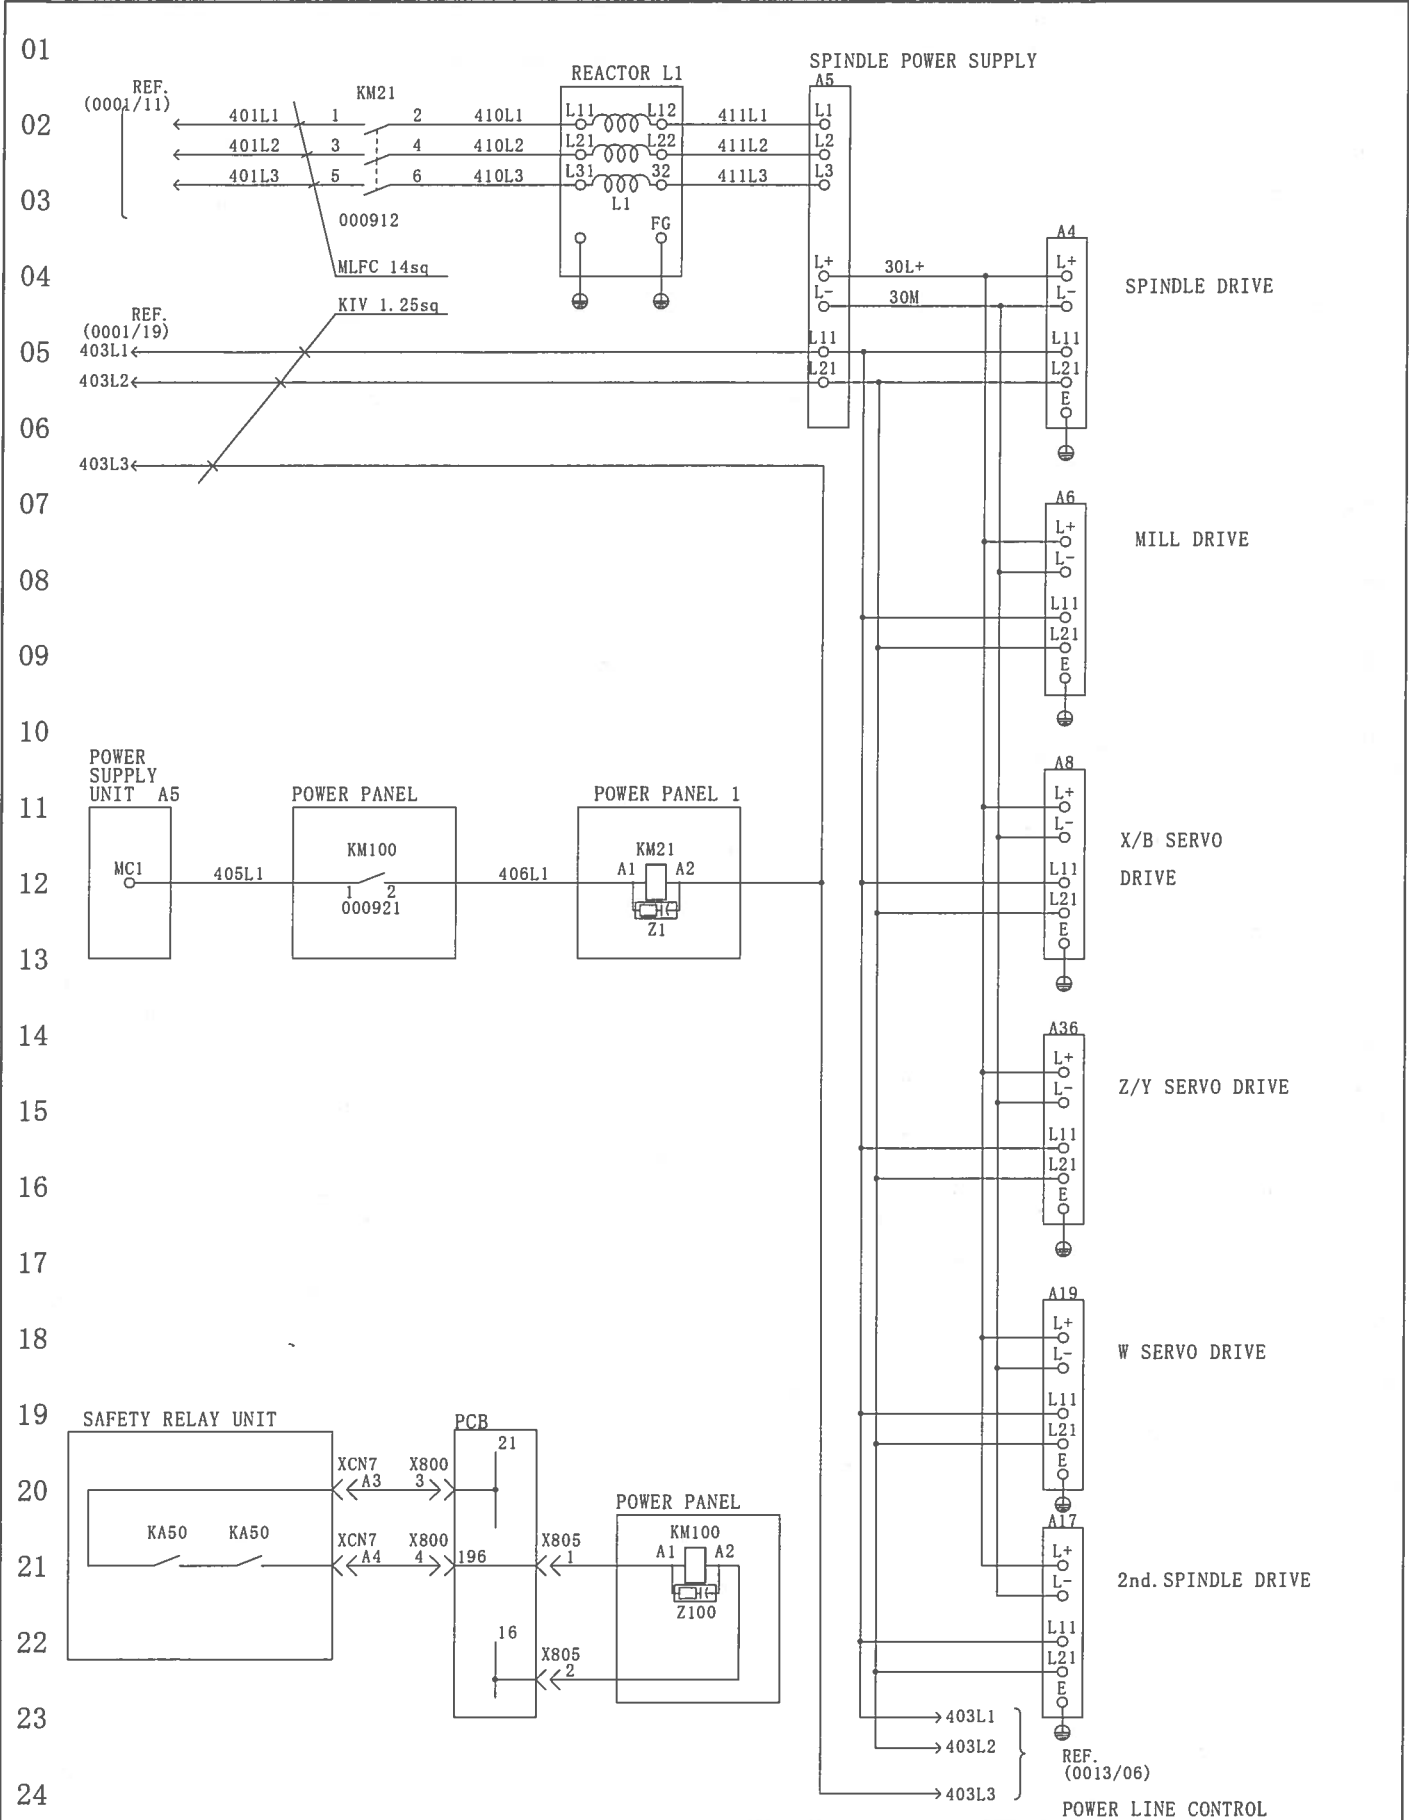 01
SPINDLE POWER SUPPLY
REACTOR L1
A5
REF.
(0001/11)
KM21
02
401L1
1
2
410L1
L11
L12
411L1
L1
401L2
3
4
410L2
L21
L22
411L2
L2
401L3
5
6
410L3
L31
32
411L3
L3
03
L1
000912
FG
A4
04
MLFC 14sq
L+
30L+
L+
SPINDLE DRIVE
L-
30M
L-
KIV 1.25sq
REF.
(0001/19)
05
403L1
L11
L11
403L2
L21
L21
E
06
403L3
07
A6
L+
MILL DRIVE
L-
08
L11
L21
09
E
10
POWER
SUPPLY
UNIT A5
A8
11
POWER PANEL
POWER PANEL 1
L+
L-
X/B SERVO
DRIVE
KM100
KM21
12
MC1
405L1
1
2
000921
406L1
A1
A2
Z1
L11
L21
E
13
14
A36
L+
Z/Y SERVO DRIVE
L-
15
L11
L21
16
E
17
A19
18
L+
W SERVO DRIVE
L-
19
SAFETY RELAY UNIT
PCB
L11
21
L21
E
20
XCN7
A3
X800
3
POWER PANEL
A17
KA50
KA50
XCN7
A4
X800
4
196
X805
1
KM100
A1
A2
L+
21
2nd. SPINDLE DRIVE
L-
Z100
22
16
L11
X805
2
L21
E
23
403L1
403L2
REF.
(0013/06)
24
403L3
POWER LINE CONTROL